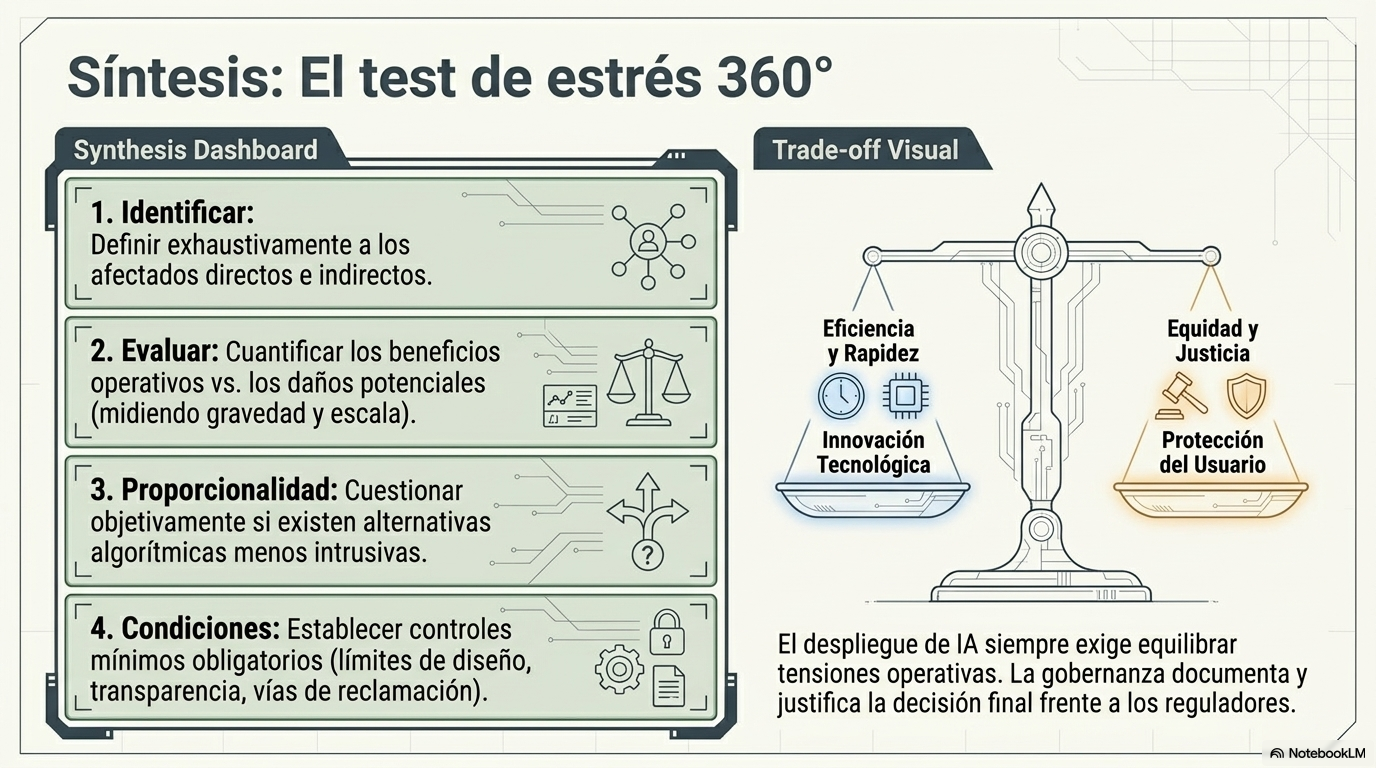 Síntesis: El test de estrés 360°
Synthesis Dashboard
1. Identificar:
Definir exhaustivamente a los
afectados directos e indirectos.
2. Evaluar: Cuantificar los beneficios
operativos vs. los daños potenciales
(midiendo gravedad y escala).
3. Proporcionalidad: Cuestionar
objetivamente si existen alternativas
algorítmicas menos intrusivas.
?
4. Condiciones: Establecer controles
mínimos obligatorios (límites de diseño,
transparencia, vías de reclamación).
Trade-off Visual
Eficiencia
y Rapidez
Innovación
Tecnológica
Equidad y
Justicia
Protección
del Usuario
El despliegue de IA siempre exige equilibrar
tensiones operativas. La gobernanza documenta y
justifica la decisión final frente a los reguladores.
NotebookLM